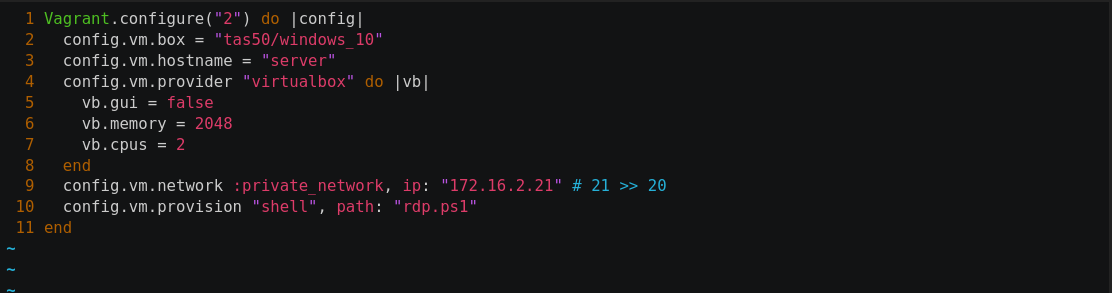 1 Vagrant.configure("2") do |config|
2   config.vm.box = "tas50/windows_10"
3   config.vm.hostname = "server"
4   config.vm.provider "virtualbox" do |vb|
5     vb.gui = false
6     vb.memory = 2048
7     vb.cpus = 2
8   end
9   config.vm.network :private_network, ip: "172.16.2.21" # 21 >> 20
10   config.vm.provision "shell", path: "rdp.ps1"
11 end
~
~
~